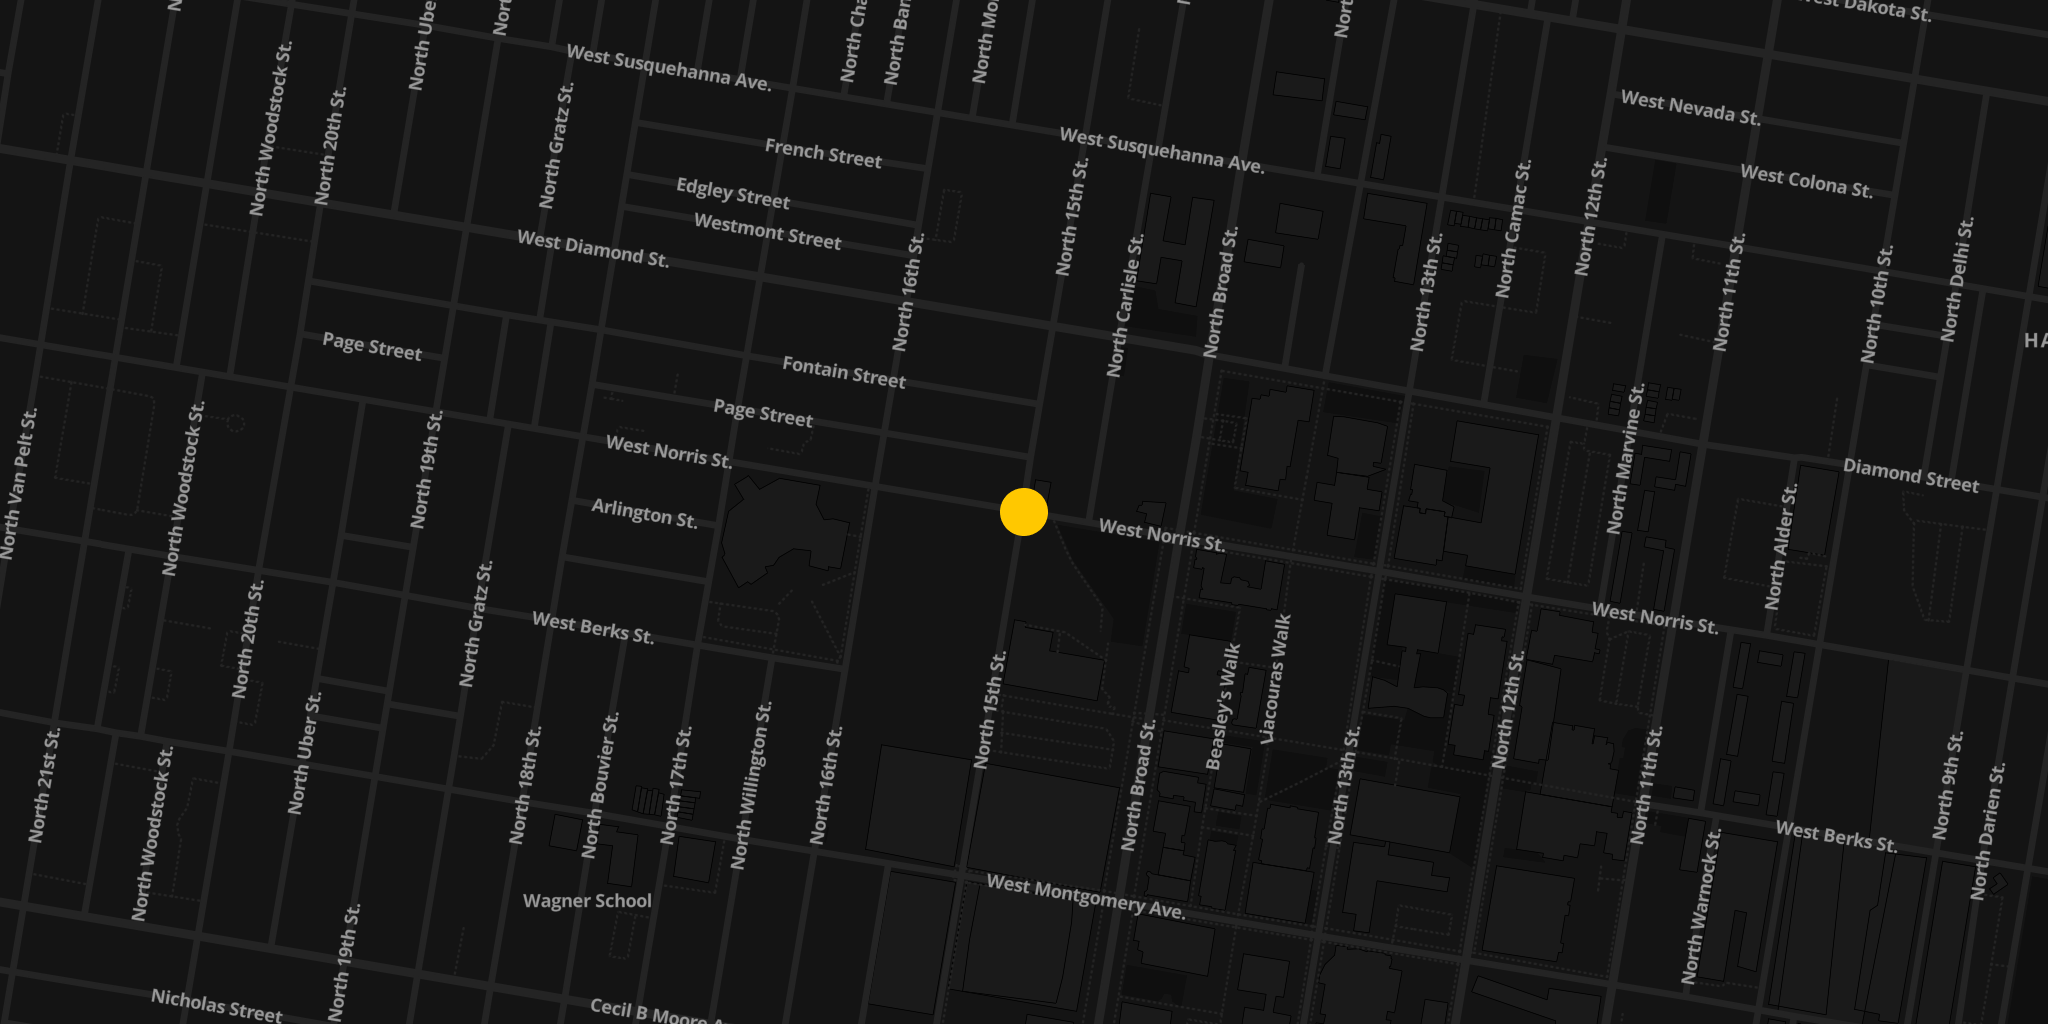 West Dakota St.
North Woodstock St.
North 20th St.
North Ube
North Gratz St.
West Susquehanna Ave.
North Cha
North Ban
North Mo
West Nevada St.
French Street
West Susquehanna Ave.
West Colona St.
Edgley Street
Westmont Street
North 15th St.
North Camac St.
North 12th St.
West Diamond St.
North 16th St.
North Carlisle St.
North Broad St.
North 13th St.
North 11th St.
North 10th St.
North Delhi St.
HA
Page Street
Fontain Street
Page Street
North Van Pelt St.
North Woodstock St.
North 19th St.
West Norris St.
North Marvine St.
Diamond Street
Arlington St.
West Norris St.
North Alder St.
North 20th St.
North Gratz St.
West Berks St.
West Norris St.
North Uber St.
North 15th St.
Beasley's Walk
Liacouras Walk
North 12th St.
North 21st St.
North Woodstock St.
North 18th St.
North Bouvier St.
North 17th St.
North Willington St.
North 16th St.
North Broad St.
North 13th St.
North 11th St.
North 9th St.
North Darien St.
West Berks St.
North Warnock St.
Wagner School
West Montgomery Ave.
North 19th St.
Nicholas Street
Cecil B Moore A